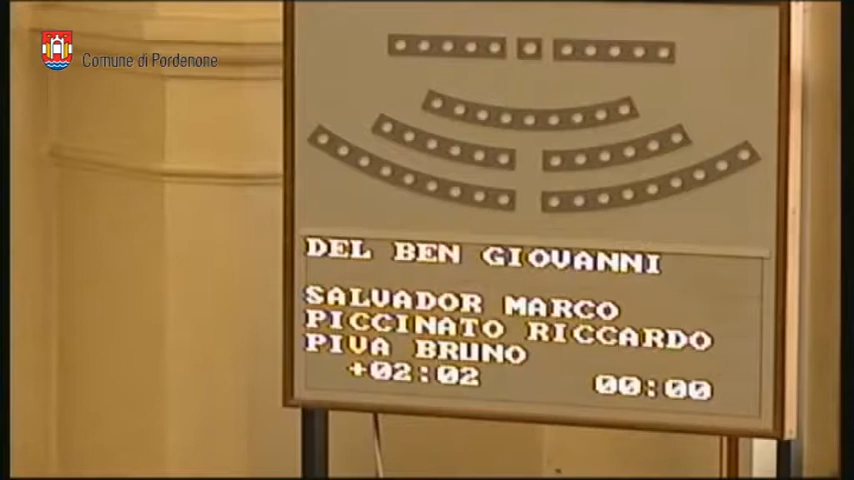 Comune di Pordenone
DEL BEN GIOVANNI
SALVADOR MARCO
PICCINATO RICCARDO
PIVA BRUNO
+02:02 00:00